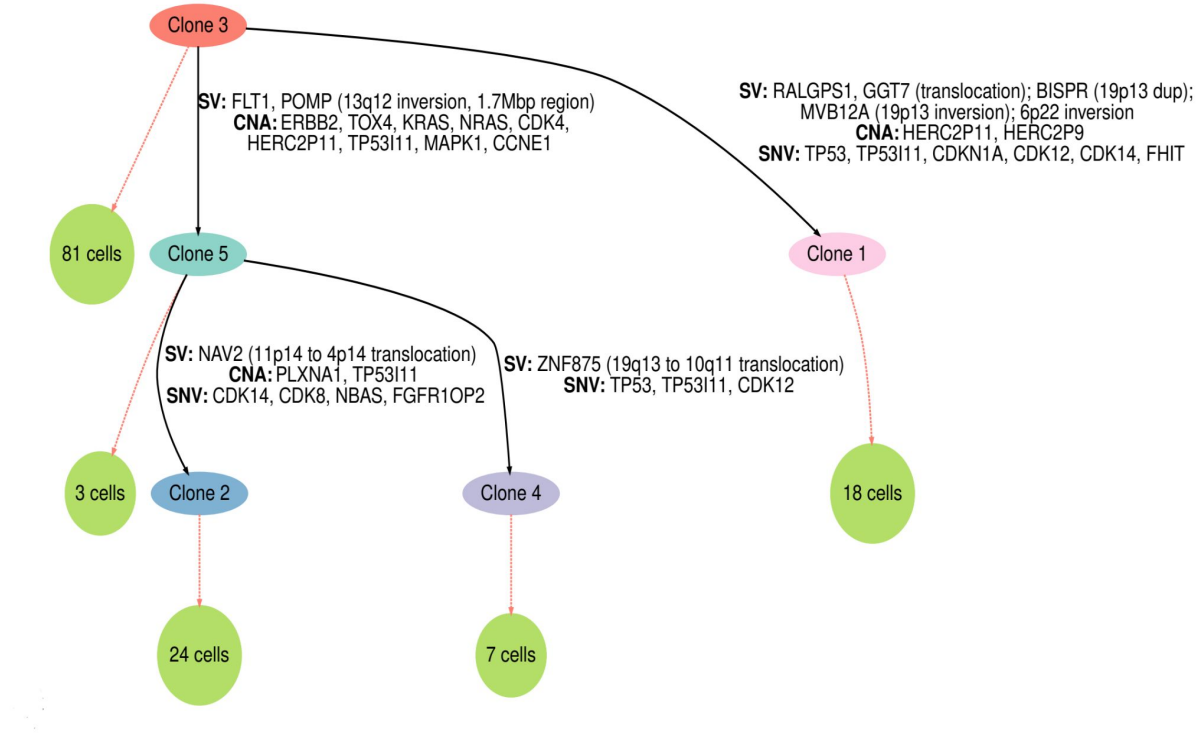 Clone 3
SV: FLT1, POMP (13q12 inversion, 1.7Mbp region)
CNA: ERBB2, TOX4, KRAS, NRAS, CDK4,
HERC2P11, TP53I11, MAPK1, CCNE1
SV: RALGPS1, GGT7 (translocation); BISPR (19p13 dup);
MVB12A (19p13 inversion); 6p22 inversion
CNA: HERC2P11, HERC2P9
SNV: TP53, TP53I11, CDKN1A, CDK12, CDK14, FHIT
81 cells
Clone 5
Clone 1
SV: NAV2 (11p14 to 4p14 translocation)
CNA: PLXNA1, TP53I11
SNV: CDK14, CDK8, NBAS, FGFR1OP2
SV: ZNF875 (19q13 to 10q11 translocation)
SNV: TP53, TP53I11, CDK12
3 cells
Clone 2
Clone 4
18 cells
24 cells
7 cells